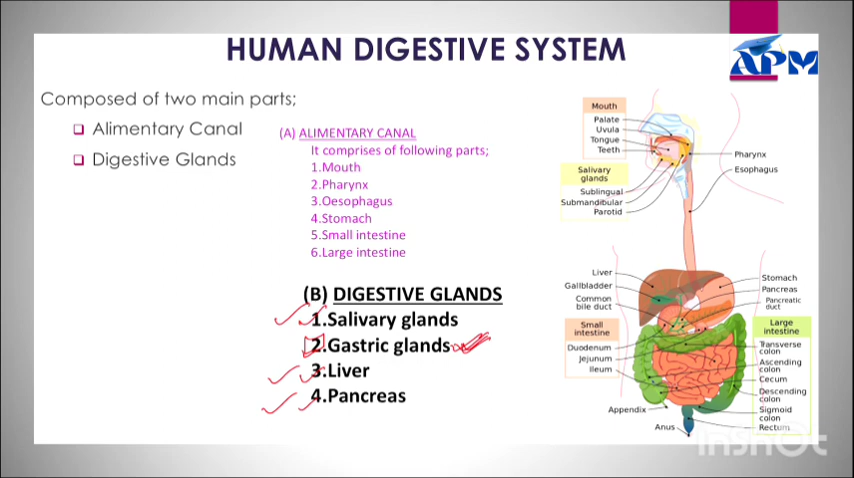 HUMAN DIGESTIVE SYSTEM
APM
Composed of two main parts;
Alimentary Canal
Digestive Glands
(A) ALIMENTARY CANAL
It comprises of following parts;
1.Mouth
2.Pharynx
3.Oesophagus
4.Stomach
5.Small intestine
6.Large intestine
(B) DIGESTIVE GLANDS
1.Salivary glands
2.Gastric glands
3.Liver
4.Pancreas
Mouth
Palate
Uvula
Tongue
Teeth
Salivary
glands
Sublingual
Submandibular
Parotid
Pharynx
Esophagus
Liver
Gallbladder
Common
bile duct
Small
intestine
Duodenum
Jejunum
Ileum
Appendix
Anus
Stomach
Pancreas
Pancreatic
duct
Large
intestine
Transverse
colon
Ascending
colon
Cecum
Descending
colon
Sigmoid
colon
Rectum
InShOt